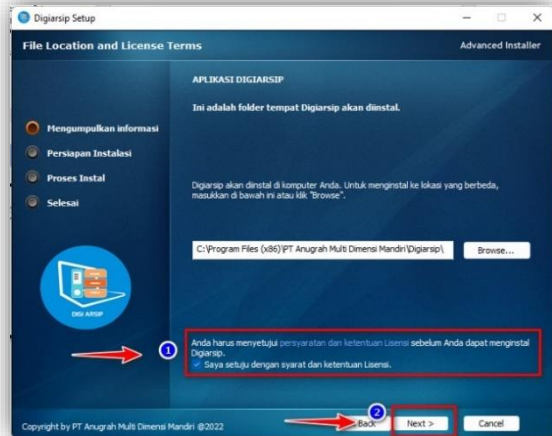 Digiarsip Setup
File Location and License Terms
Advanced Installer
APLIKASI DIGIARSIP
Ini adalah folder tempat Digiarsip akan diinstal.
Mengumpulkan informasi
Persiapan Instalasi
Proses Instal
Selesai
Digiarsip akan diinstal di komputer Anda. Untuk menginstal ke lokasi yang berbeda,
masukkan di bawah ini atau klik "Browse".
C:\Program Files (x86)\PT Anugrah Multi Dimensi Mandiri\Digiarsip\
Browse...
DIGI ARSIP
1
Anda harus menyetujui persyaratan dan ketentuan Lisensi sebelum Anda dapat menginstal
Digiarsip.
Saya setuju dengan syarat dan ketentuan Lisensi.
2
Copyright by PT Anugrah Multi Dimensi Mandiri @2022
Back
Next >
Cancel